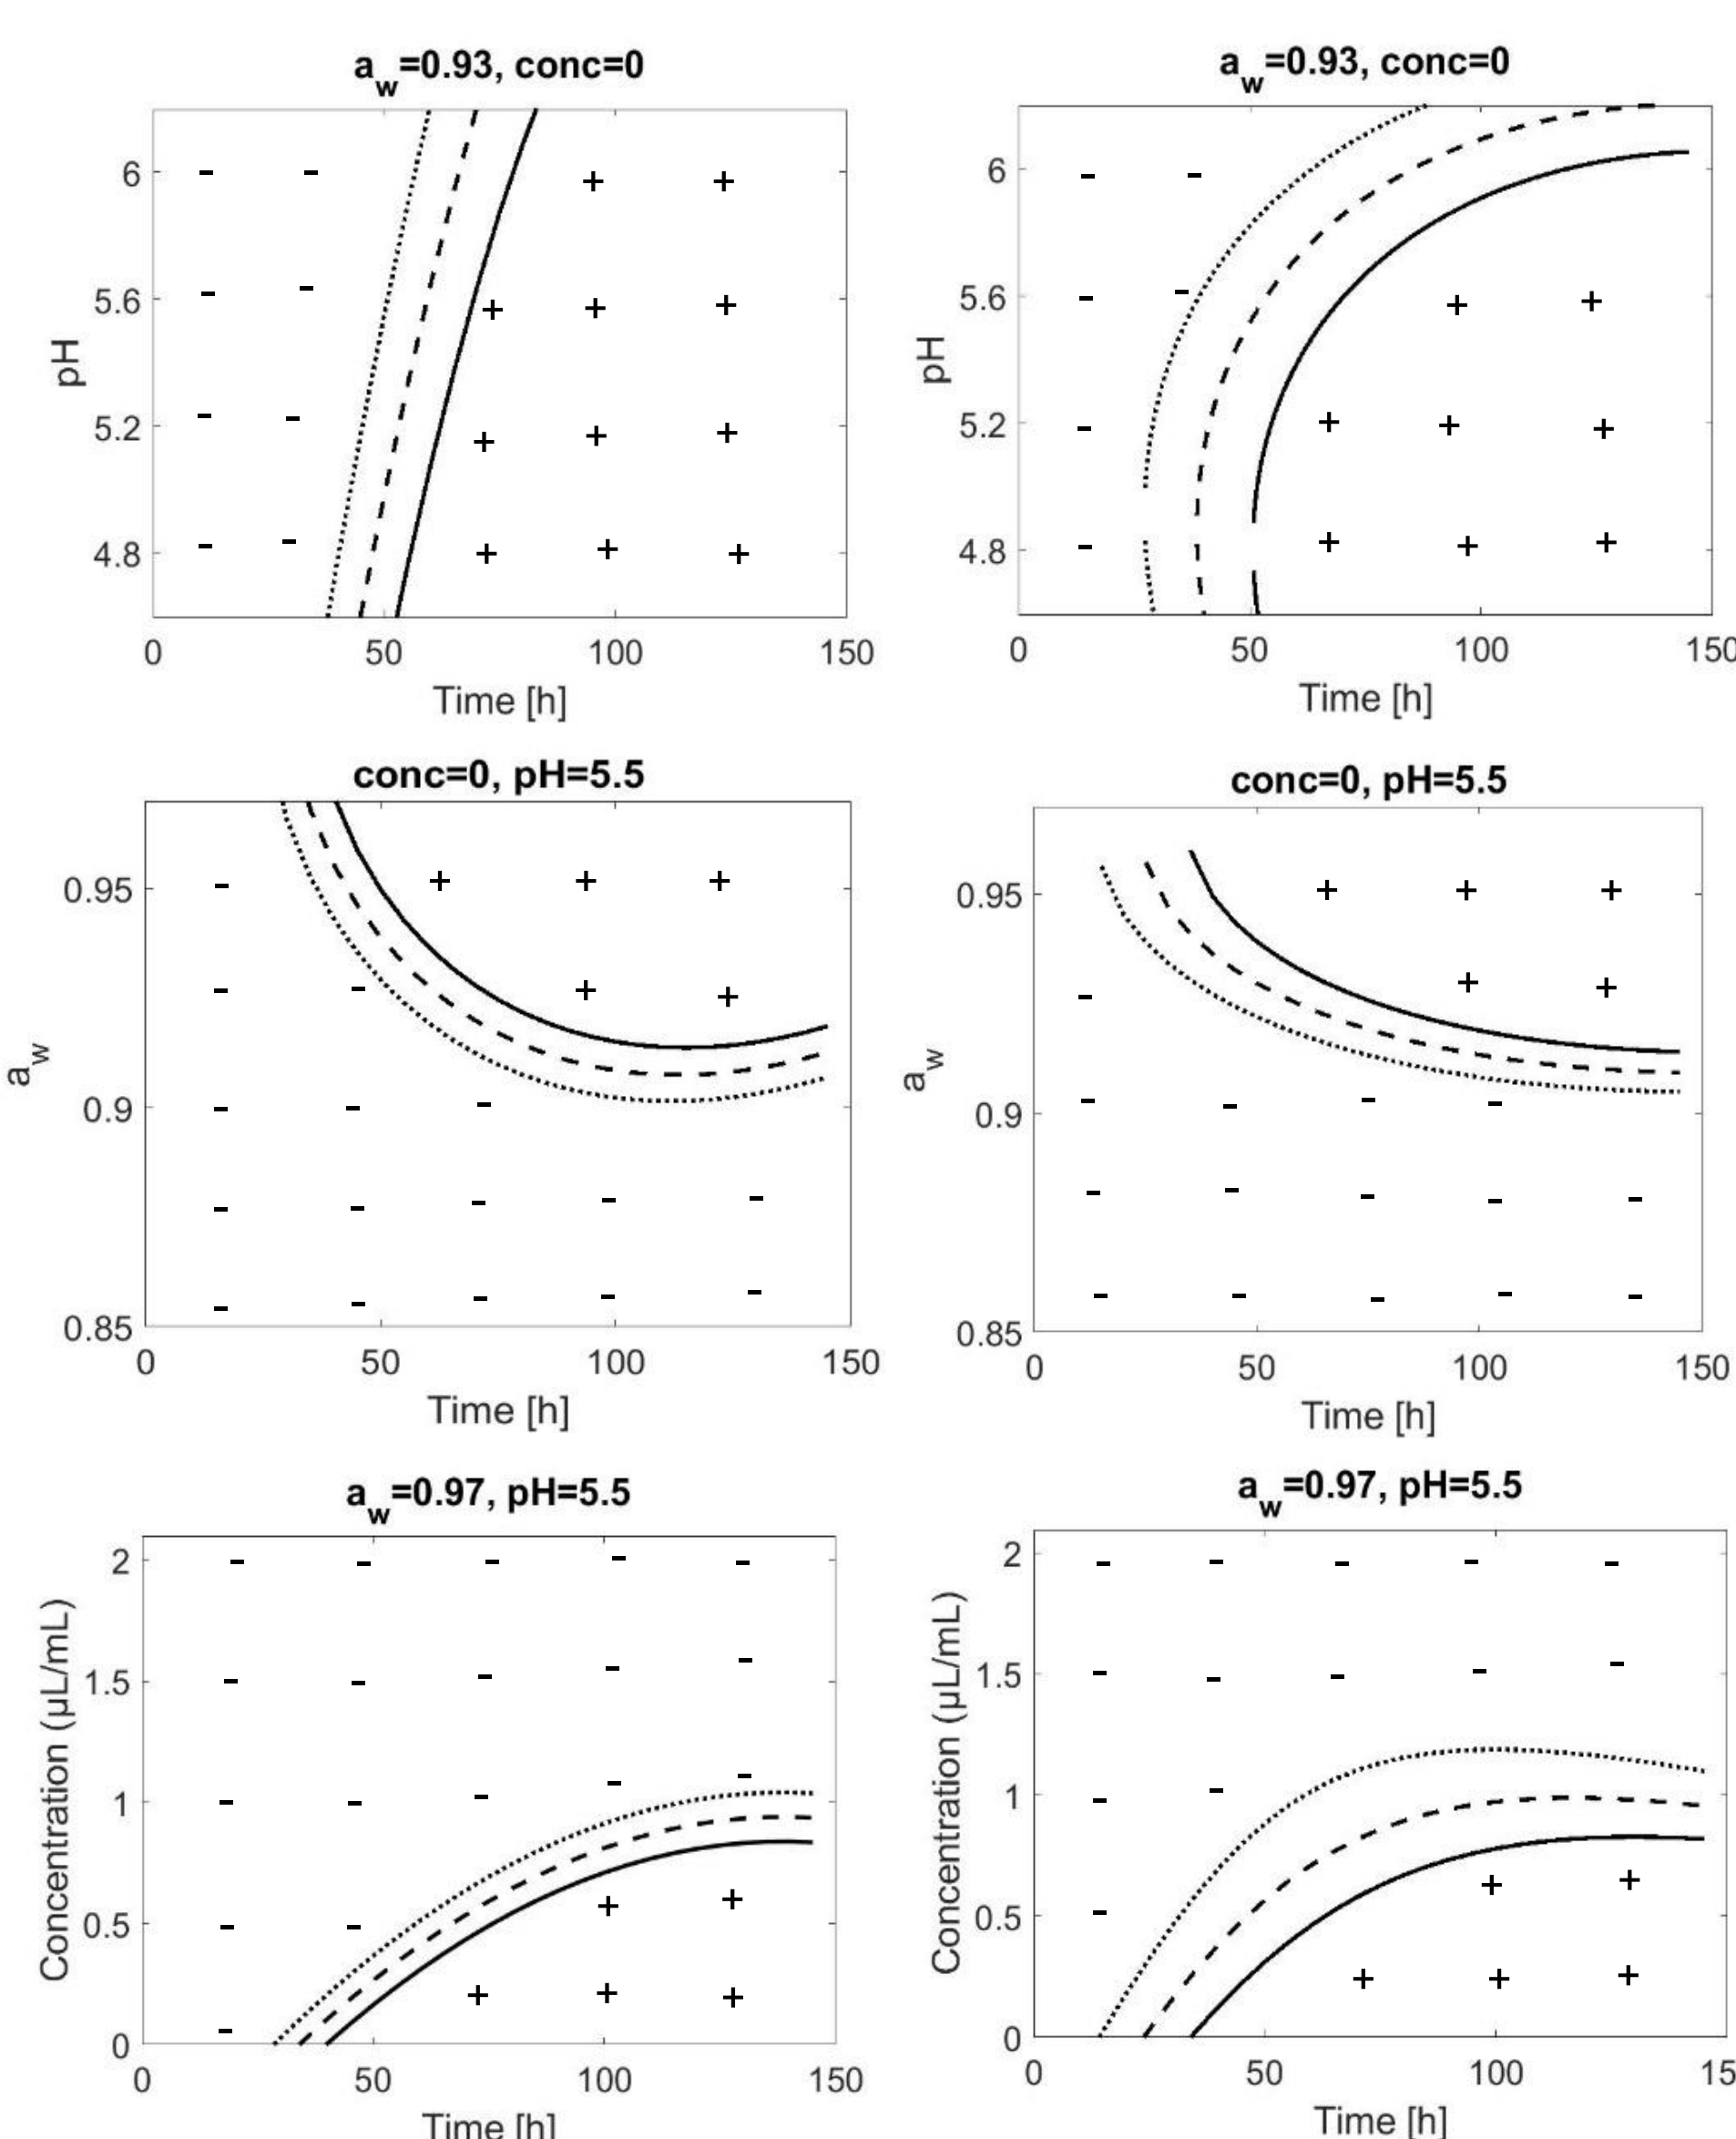 a_w=0.93, conc=0
pH
6
5.6
5.2
4.8
0 50 100 150
Time [h]
a_w=0.93, conc=0
pH
6
5.6
5.2
4.8
0 50 100 150
Time [h]
conc=0, pH=5.5
a_w
0.95
0.9
0.85
0 50 100 150
Time [h]
conc=0, pH=5.5
a_w
0.95
0.9
0.85
0 50 100 150
Time [h]
a_w=0.97, pH=5.5
Concentration (µL/mL)
2
1.5
1
0.5
0
0 50 100 150
Time [h]
a_w=0.97, pH=5.5
Concentration (µL/mL)
2
1.5
1
0.5
0
0 50 100 15
Time [h]